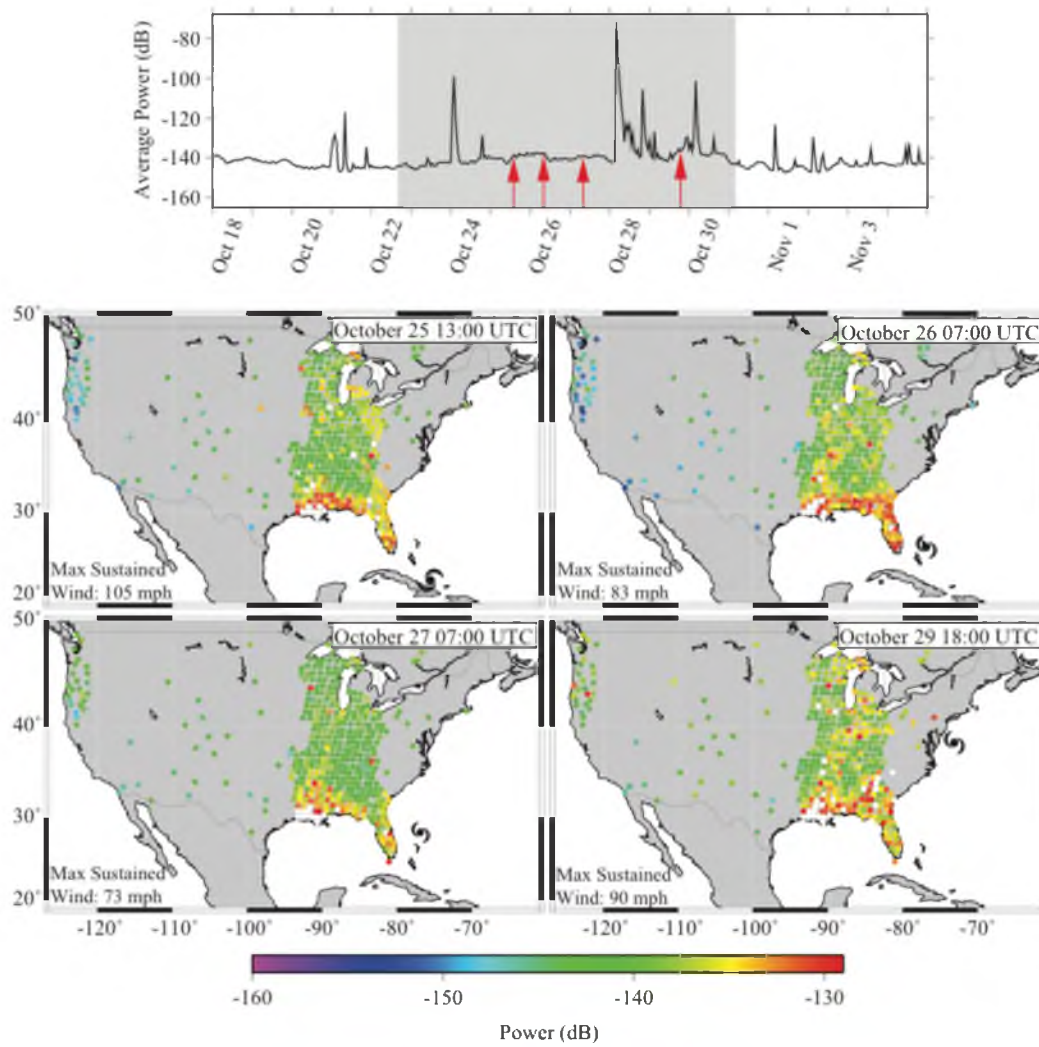 Average Power (dB)
-80
-100
-120
-140
-160
Oct 18
Oct 20
Oct 22
Oct 24
Oct 26
Oct 28
Oct 30
Nov 1
Nov 3
50°
40°
30°
20°
October 25 13:00 UTC
Max Sustained
Wind: 105 mph
October 26 07:00 UTC
Max Sustained
Wind: 83 mph
50°
40°
30°
20°
October 27 07:00 UTC
Max Sustained
Wind: 73 mph
October 29 18:00 UTC
Max Sustained
Wind: 90 mph
-120 -110 -100 -90 -80 -70
-120 -110 -100 -90 -80 -70
-160 -150 -140 -130
Power (dB)